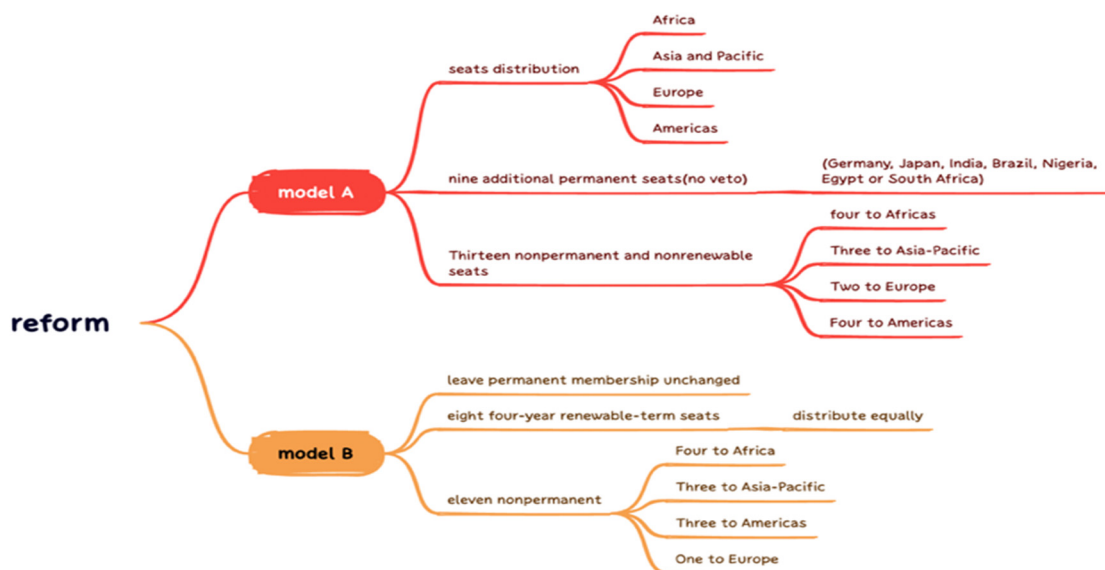 reform
model A
seats distribution
Africa
Asia and Pacific
Europe
Americas
nine additional permanent seats(no veto)
(Germany, Japan, India, Brazil, Nigeria,
Egypt or South Africa)
Thirteen nonpermanent and nonrenewable
seats
four to Africas
Three to Asia-Pacific
Two to Europe
Four to Americas
model B
leave permanent membership unchanged
eight four-year renewable-term seats
distribute equally
eleven nonpermanent
Four to Africa
Three to Asia-Pacific
Three to Americas
One to Europe